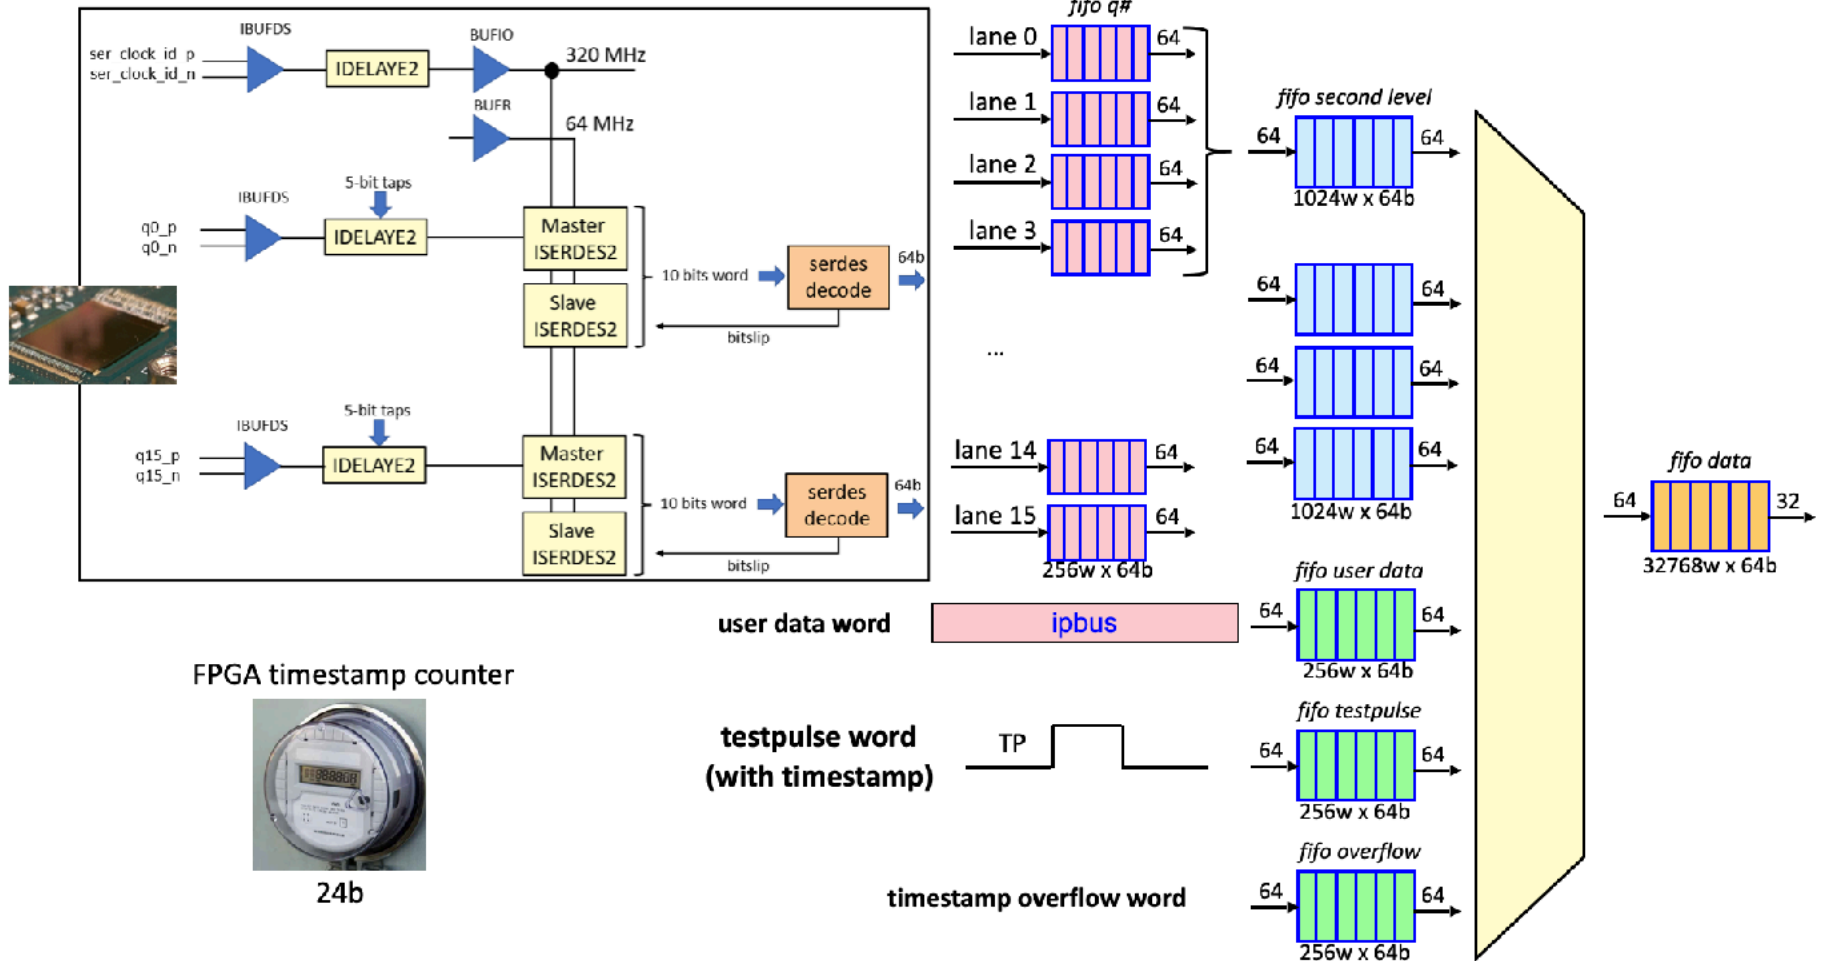 IBUFDS
ser clock id p
ser_clock_id_n
IDELAYE2
BUFIO
320 MHz
BUFR
64 MHz
5-bit taps
IBUFDS
q0_p
q0_n
IDELAYE2
Master
ISERDES2
Slave
ISERDES2
10 bits word
serdes
decode
64b
bitslip
5-bit taps
IBUFDS
q15_p
q15_n
IDELAYE2
Master
ISERDES2
Slave
ISERDES2
10 bits word
serdes
decode
64b
bitslip
fifo q#
lane 0
64
lane 1
64
lane 2
64
lane 3
64
...
lane 14
64
lane 15
64
256w x 64b
fifo second level
64
64
1024w x 64b
64
64
64
64
64
64
1024w x 64b
user data word
ipbus
fifo user data
64
64
256w x 64b
testpulse word
(with timestamp)
TP
fifo testpulse
64
64
256w x 64b
timestamp overflow word
fifo overflow
64
64
256w x 64b
fifo data
64
32
32768w x 64b
FPGA timestamp counter
24b